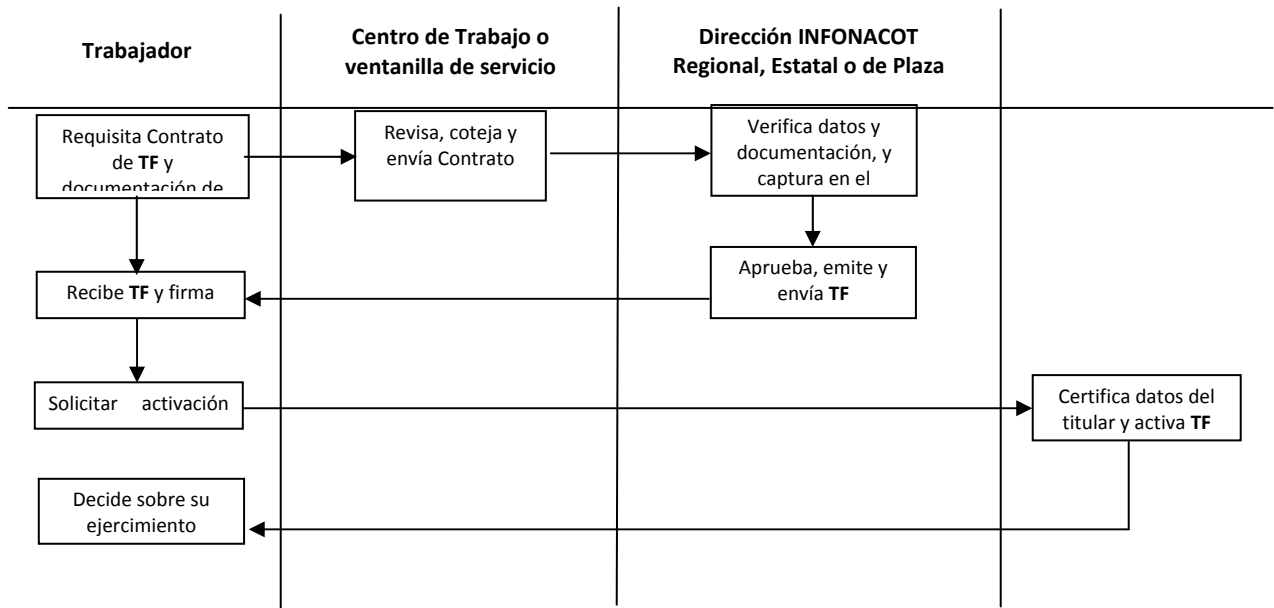 Trabajador
Centro de Trabajo o
ventanilla de servicio
Dirección INFONACOT
Regional, Estatal o de Plaza
Requisita Contrato
de TF y
documentación de
Revisa, coteja y
envía Contrato
Verifica datos y
documentación, y
captura en el
Recibe TF y firma
Aprueba, emite y
envía TF
Solicitar activación
Certifica datos del
titular y activa TF
Decide sobre su
ejercimiento